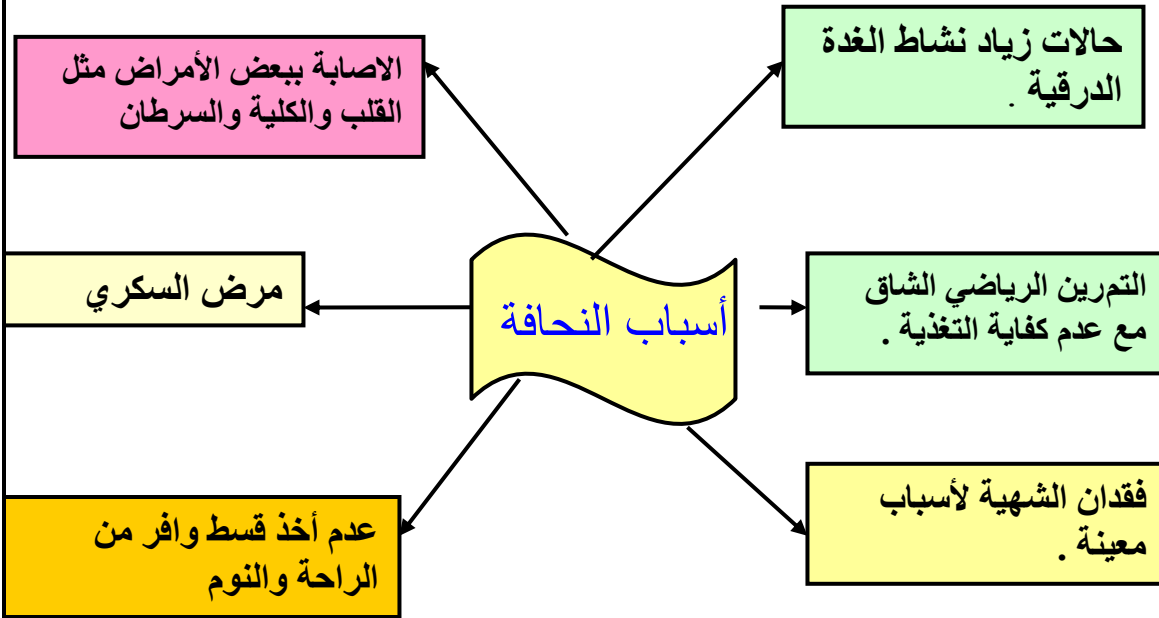 حالات زياد نشاط الغدة
الدرقية .
الاصابة ببعض الأمراض مثل
القلب والكلية والسرطان
أسباب النحافة
التمرين الرياضي الشاق
مع عدم كفاية التغذية .
مرض السكري
فقدان الشهية لأسباب
معينة .
عدم أخذ قسط وافر من
الراحة والنوم